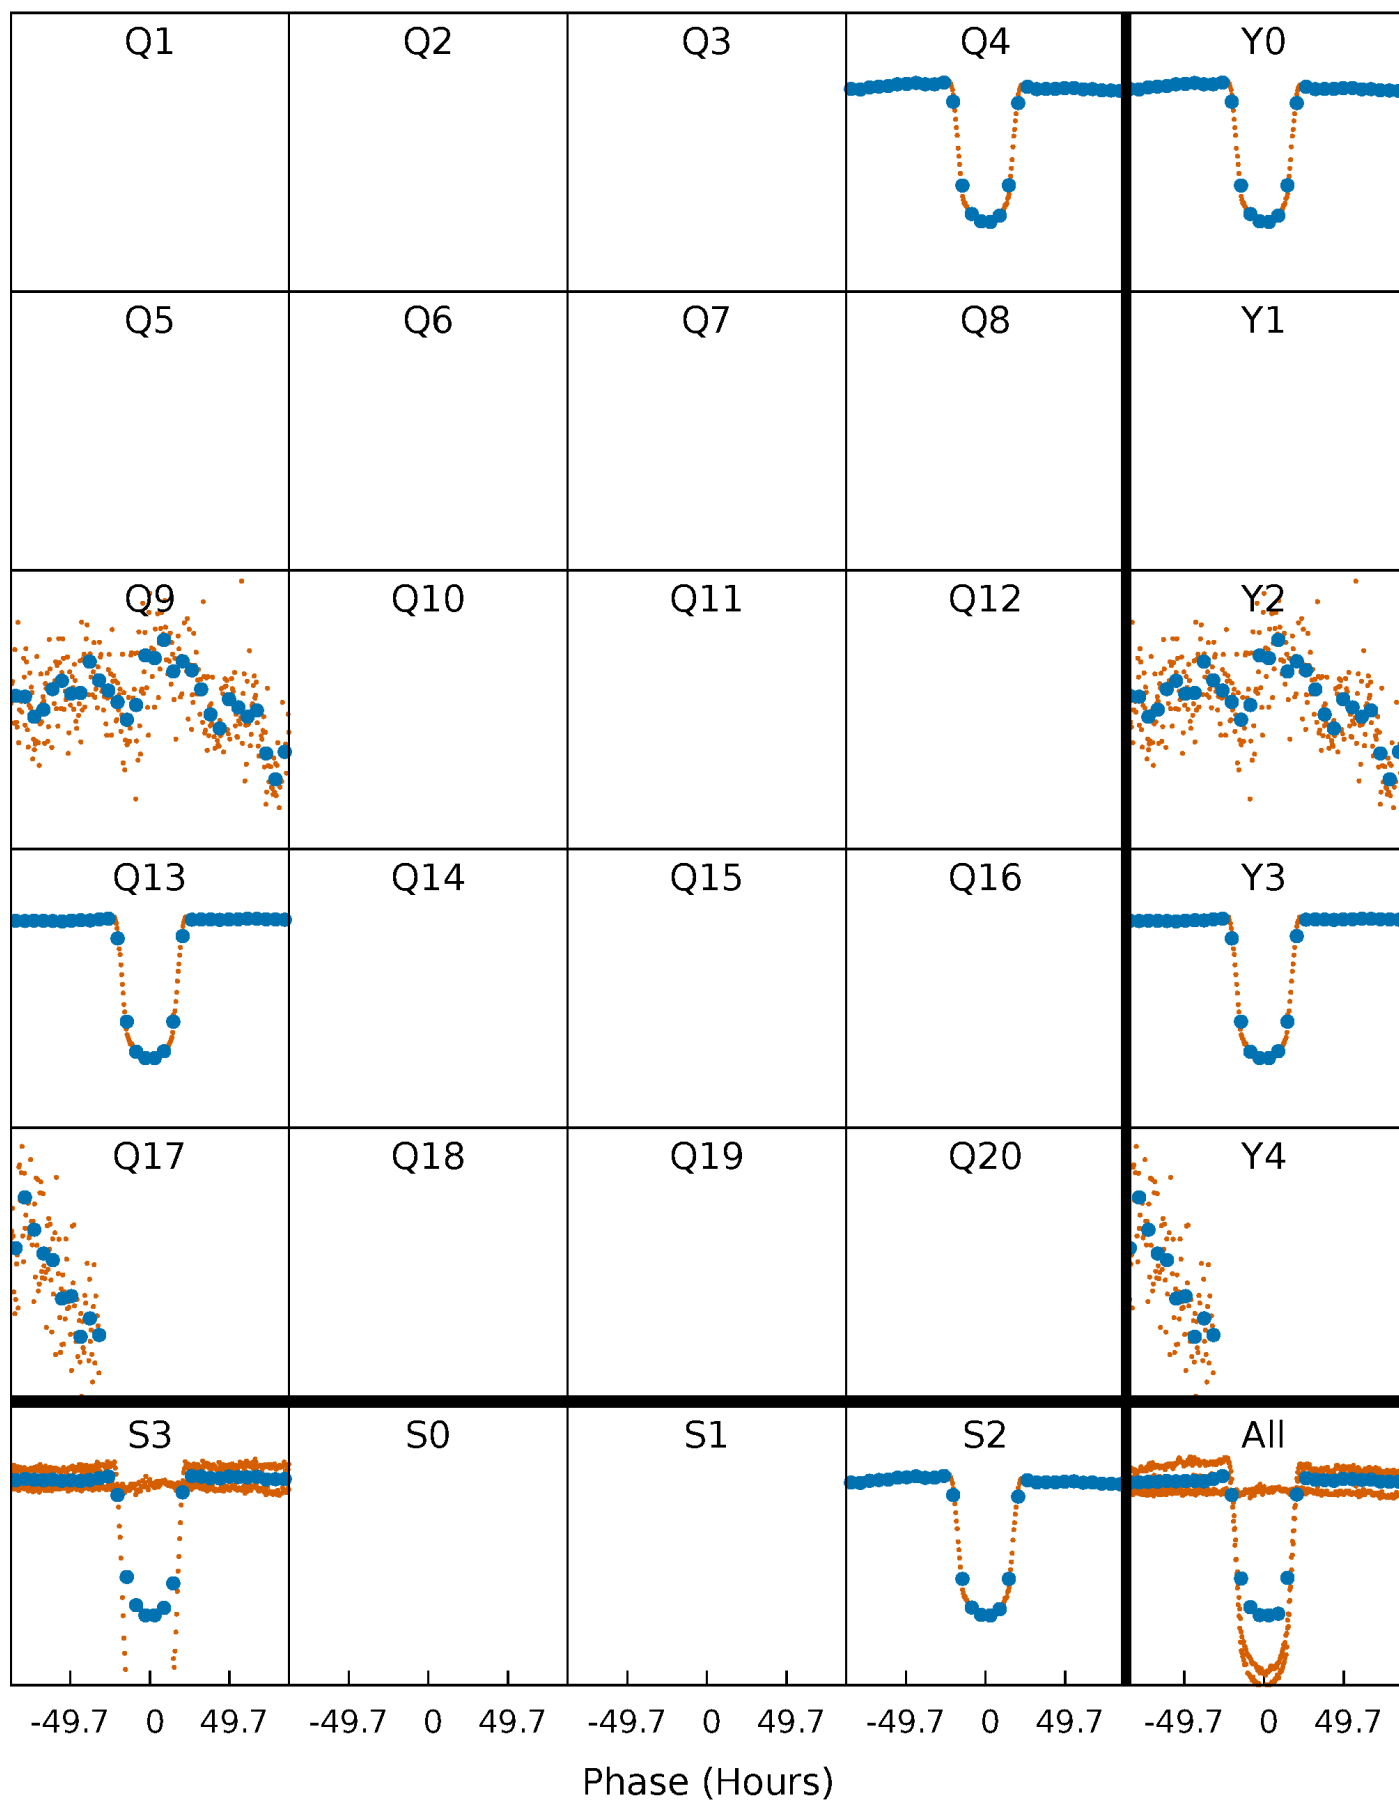 Q1 Q2 Q3 Q4 Y0
Q5 Q6 Q7 Q8 Y1
Q9 Q10 Q11 Q12 Y2
Q13 Q14 Q15 Q16 Y3
Q17 Q18 Q19 Q20 Y4
S3 S0 S1 S2 All
-49.7 0 49.7 -49.7 0 49.7 -49.7 0 49.7 -49.7 0 49.7 -49.7 0 49.7
Phase (Hours)